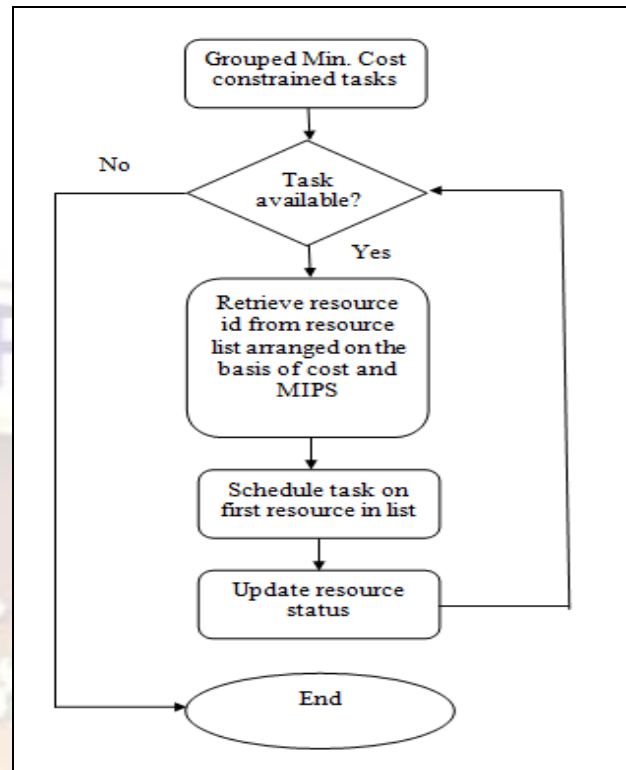 Grouped Min. Cost
constrained tasks
No
Task
available?
Yes
Retrieve resource
id from resource
list arranged on the
basis of cost and
MIPS
Schedule task on
first resource in list
Update resource
status
End